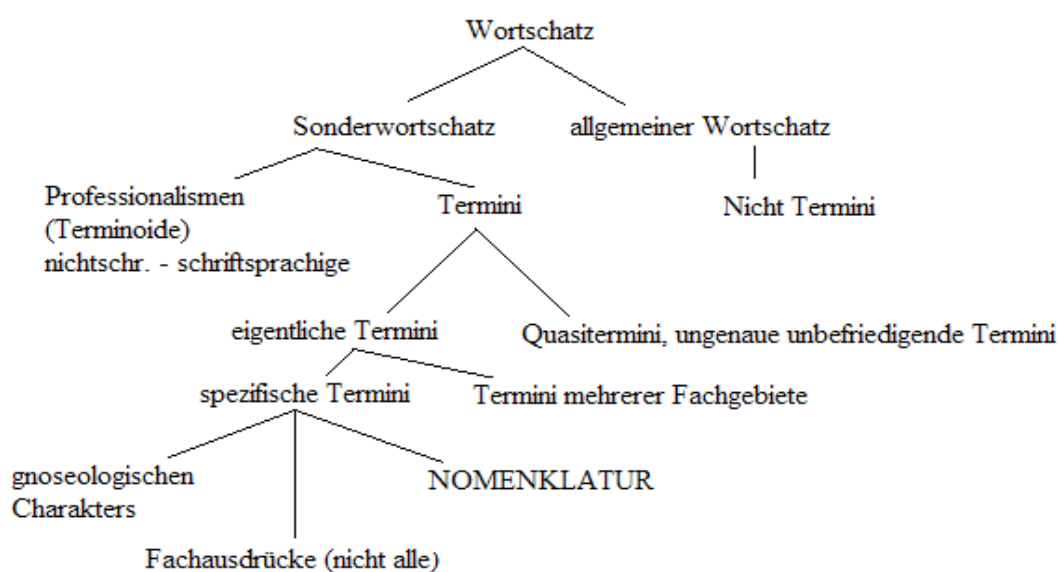 Wortschatz
Sonderwortschatz
allgemeiner Wortschatz
Professionalismen
(Terminoide)
nichtschr. - schriftsprachige
Termini
Nicht Termini
eigentliche Termini
Quasitermini, ungenaue unbefriedigende Termini
spezifische Termini
Termini mehrerer Fachgebiete
gnoseologischen
Charakters
NOMENKLATUR
Fachausdrücke (nicht alle)